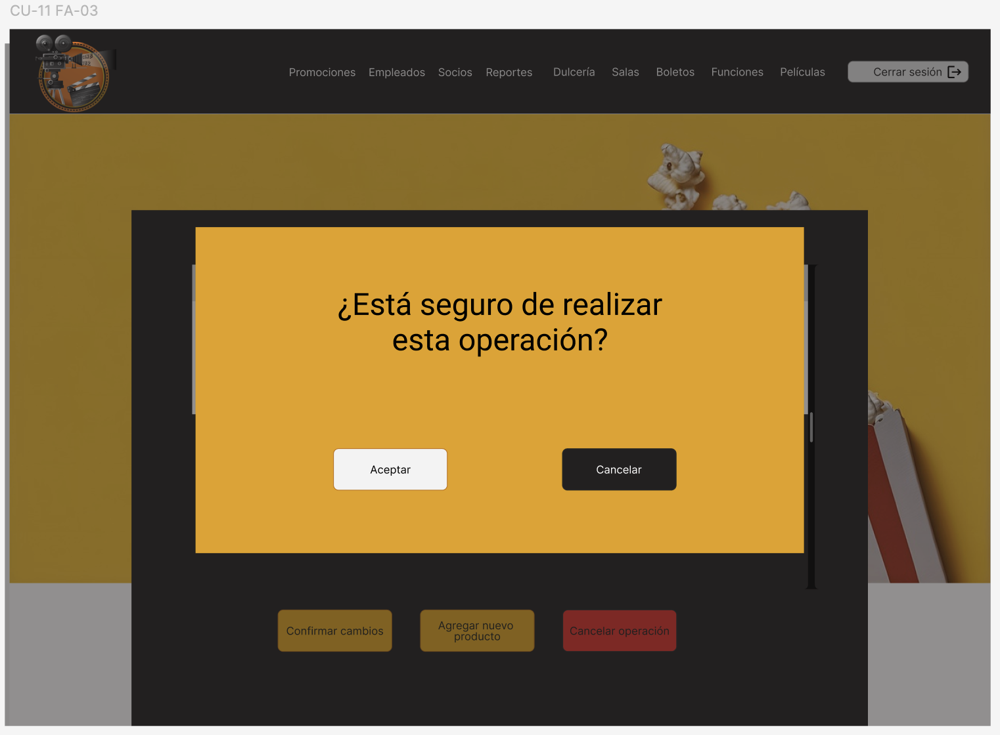 CU-11 FA-03
Promociones Empleados Socios Reportes Dulcería Salas Boletos Funciones Películas Cerrar sesión
¿Está seguro de realizar
esta operación?
Aceptar Cancelar
Confirmar cambios
Agregar nuevo
producto
Cancelar operación